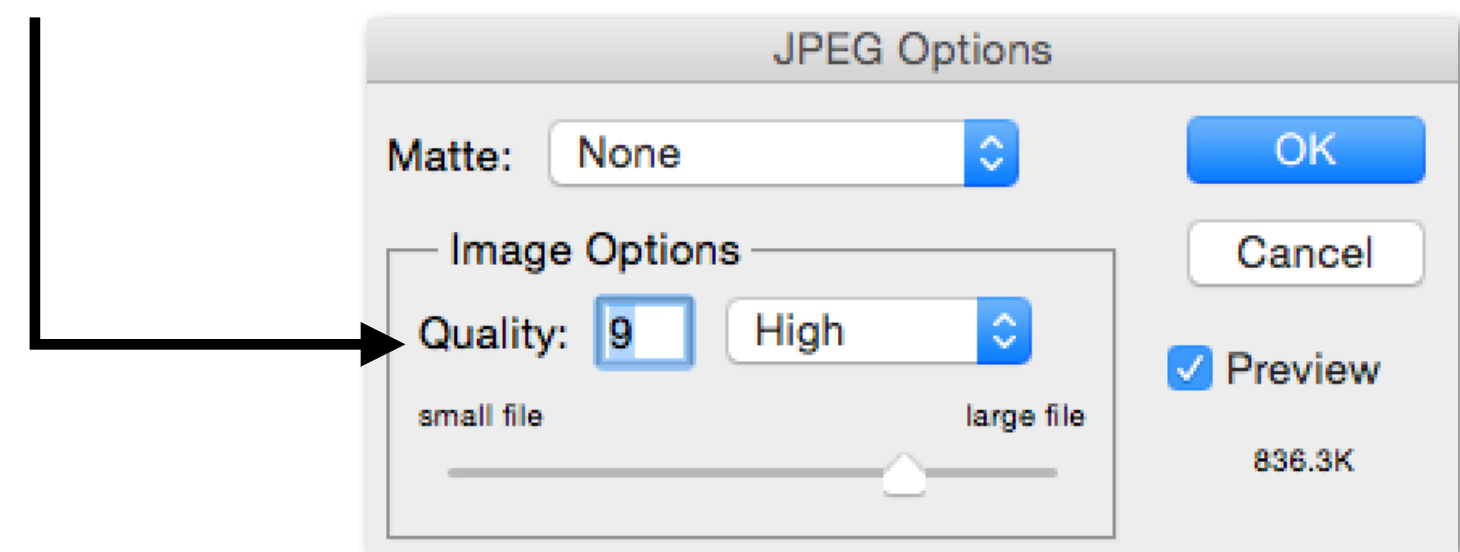 JPEG Options
Matte: None
OK
Image Options
Cancel
Quality: 9 High
Preview
small file large file
836.3K